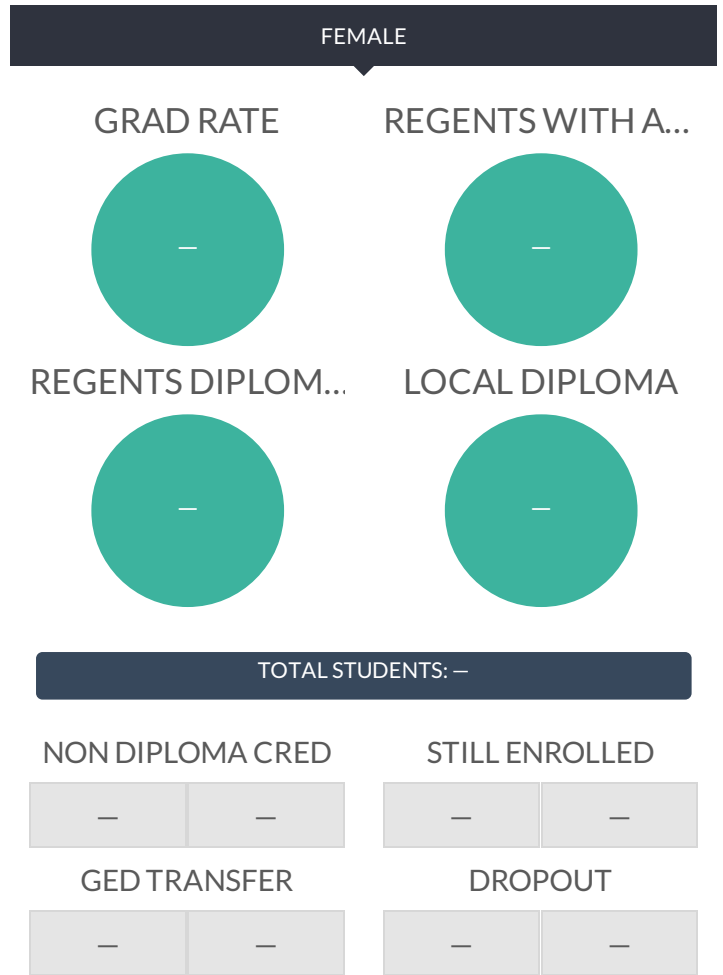 FEMALE
GRAD RATE
REGENTS WITH A...
—
—
REGENTS DIPLOM...
LOCAL DIPLOMA
—
—
TOTAL STUDENTS: —
NON DIPLOMA CRED
STILL ENROLLED
— —
— —
GED TRANSFER
DROPOUT
— —
— —